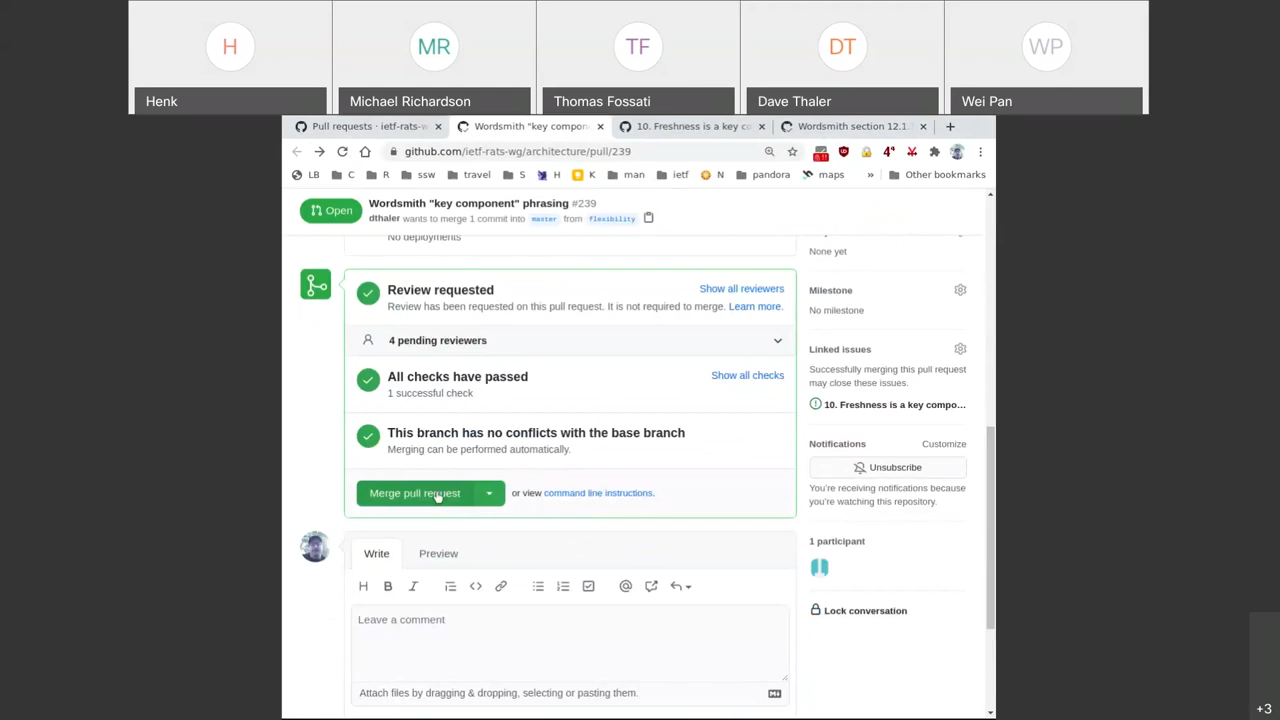 H
MR
TF
DT
WP
Henk
Michael Richardson
Thomas Fossati
Dave Thaler
Wei Pan
Pull requests · ietf-rats-w
Wordsmith "key compon
10. Freshness is a key co
Wordsmith section 12.1.
github.com/ietf-rats-wg/architecture/pull/239
LB
C
R
ssw
travel
S
H
K
man
ietf
N
pandora
maps
»
Other bookmarks
Open
Wordsmith "key component" phrasing #239
dthaler wants to merge 1 commit into master from flexibility
No deployments
Review requested
Show all reviewers
Review has been requested on this pull request. It is not required to merge. Learn more.
4 pending reviewers
All checks have passed
Show all checks
1 successful check
This branch has no conflicts with the base branch
Merging can be performed automatically.
Merge pull request
or view command line instructions.
Write
Preview
Leave a comment
Attach files by dragging & dropping, selecting or pasting them.
None yet
Milestone
No milestone
Linked issues
Successfully merging this pull request
may close these issues.
10. Freshness is a key compo...
Notifications
Customize
Unsubscribe
You're receiving notifications because
you're watching this repository.
1 participant
Lock conversation
+3